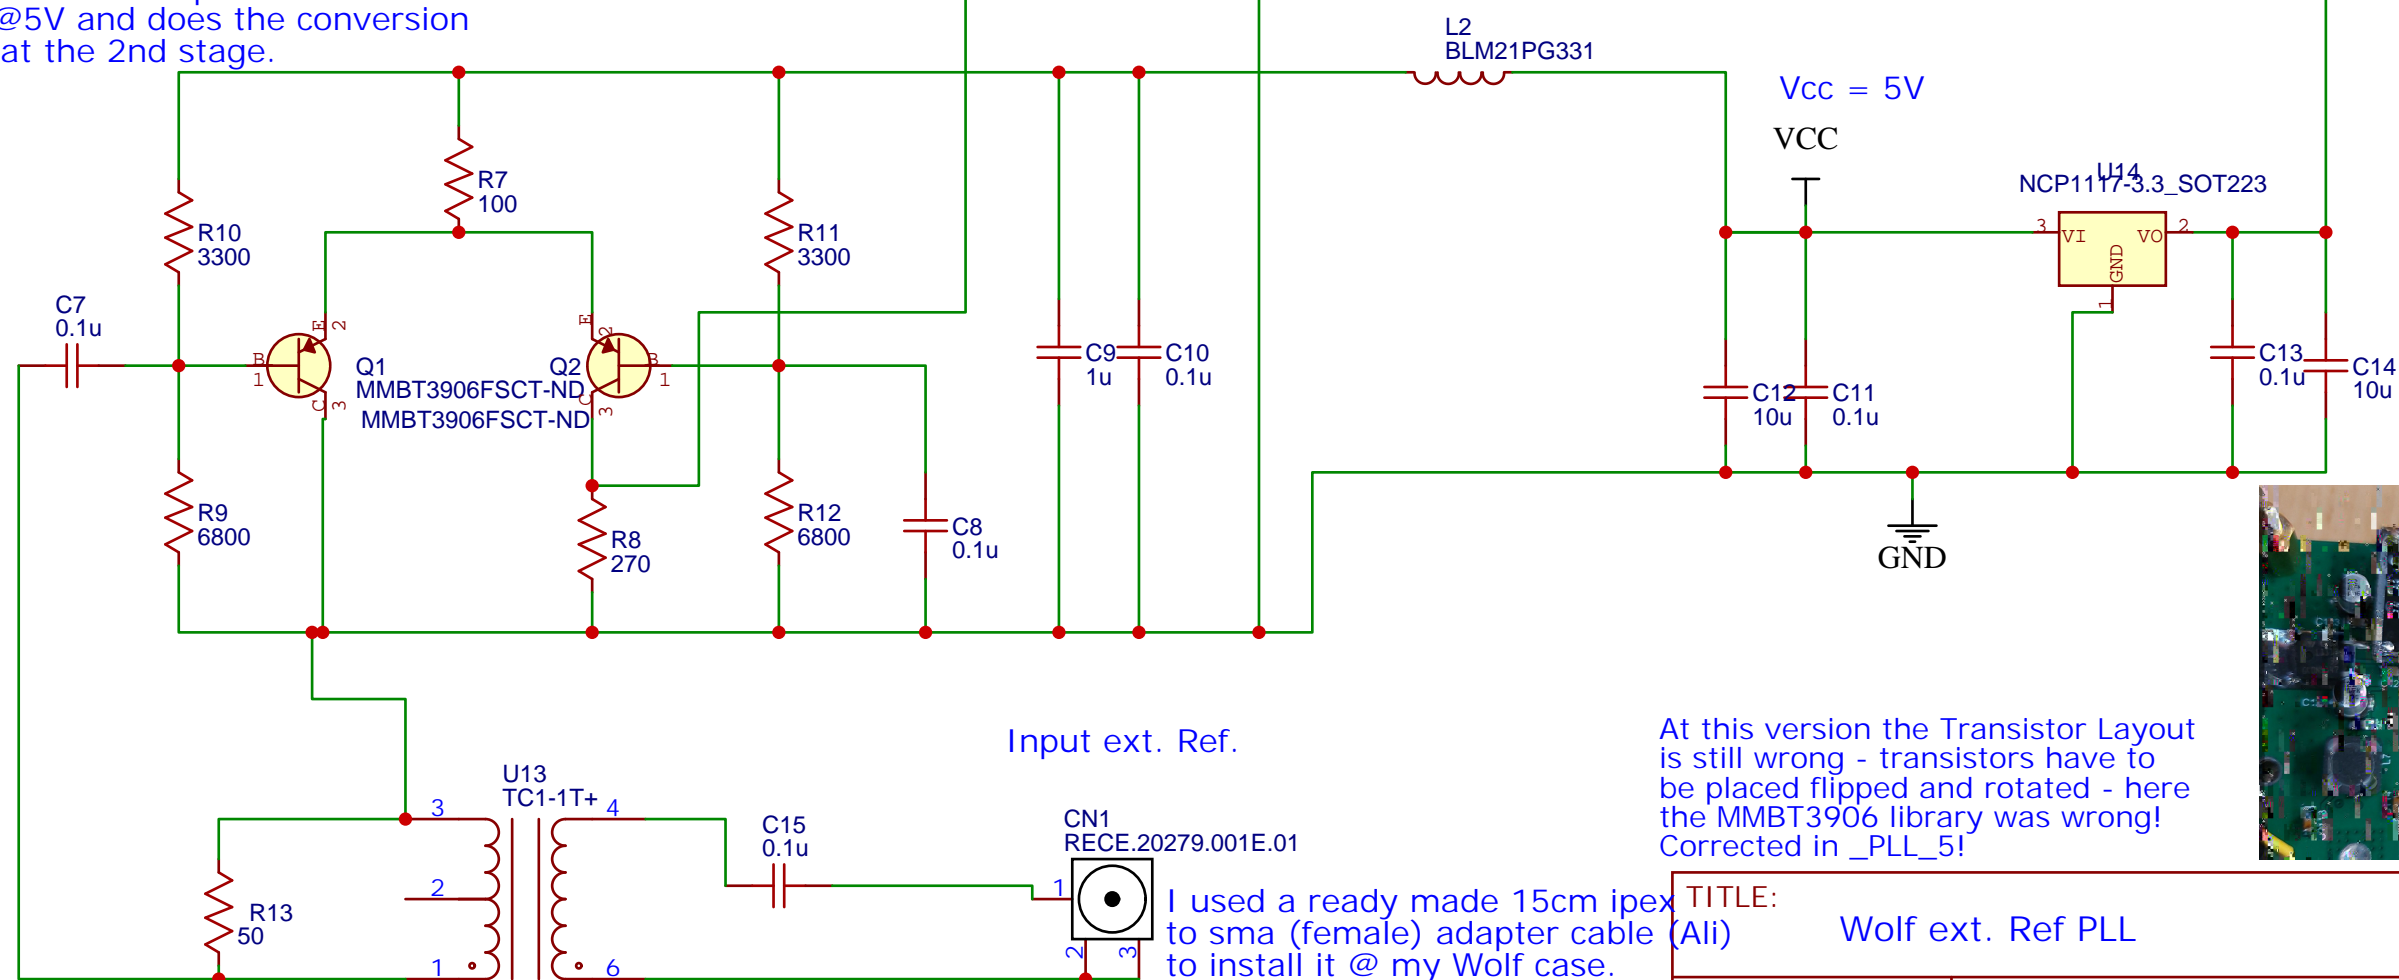 @5V and does the conversion
at the 2nd stage.
L2
BLM21PG331
Vcc = 5V
VCC
U14
NCP1117-3.3_SOT223
3
VI
VO
2
GND
1
R7
100
R10
3300
R11
3300
C7
0.1u
B
1
E
2
C
3
Q1
MMBT3906FSCT-ND
Q2
MMBT3906FSCT-ND
E
2
B
1
C
3
C9
1u
C10
0.1u
C12
10u
C11
0.1u
C13
0.1u
C14
10u
R9
6800
R8
270
R12
6800
C8
0.1u
GND
Input ext. Ref.
At this version the Transistor Layout
is still wrong - transistors have to
be placed flipped and rotated - here
the MMBT3906 library was wrong!
Corrected in _PLL_5!
U13
TC1-1T+
3
4
2
1
6
R13
50
C15
0.1u
CN1
RECE.20279.001E.01
1
2
3
I used a ready made 15cm ipex
to sma (female) adapter cable (Ali)
to install it @ my Wolf case.
TITLE:
Wolf ext. Ref PLL